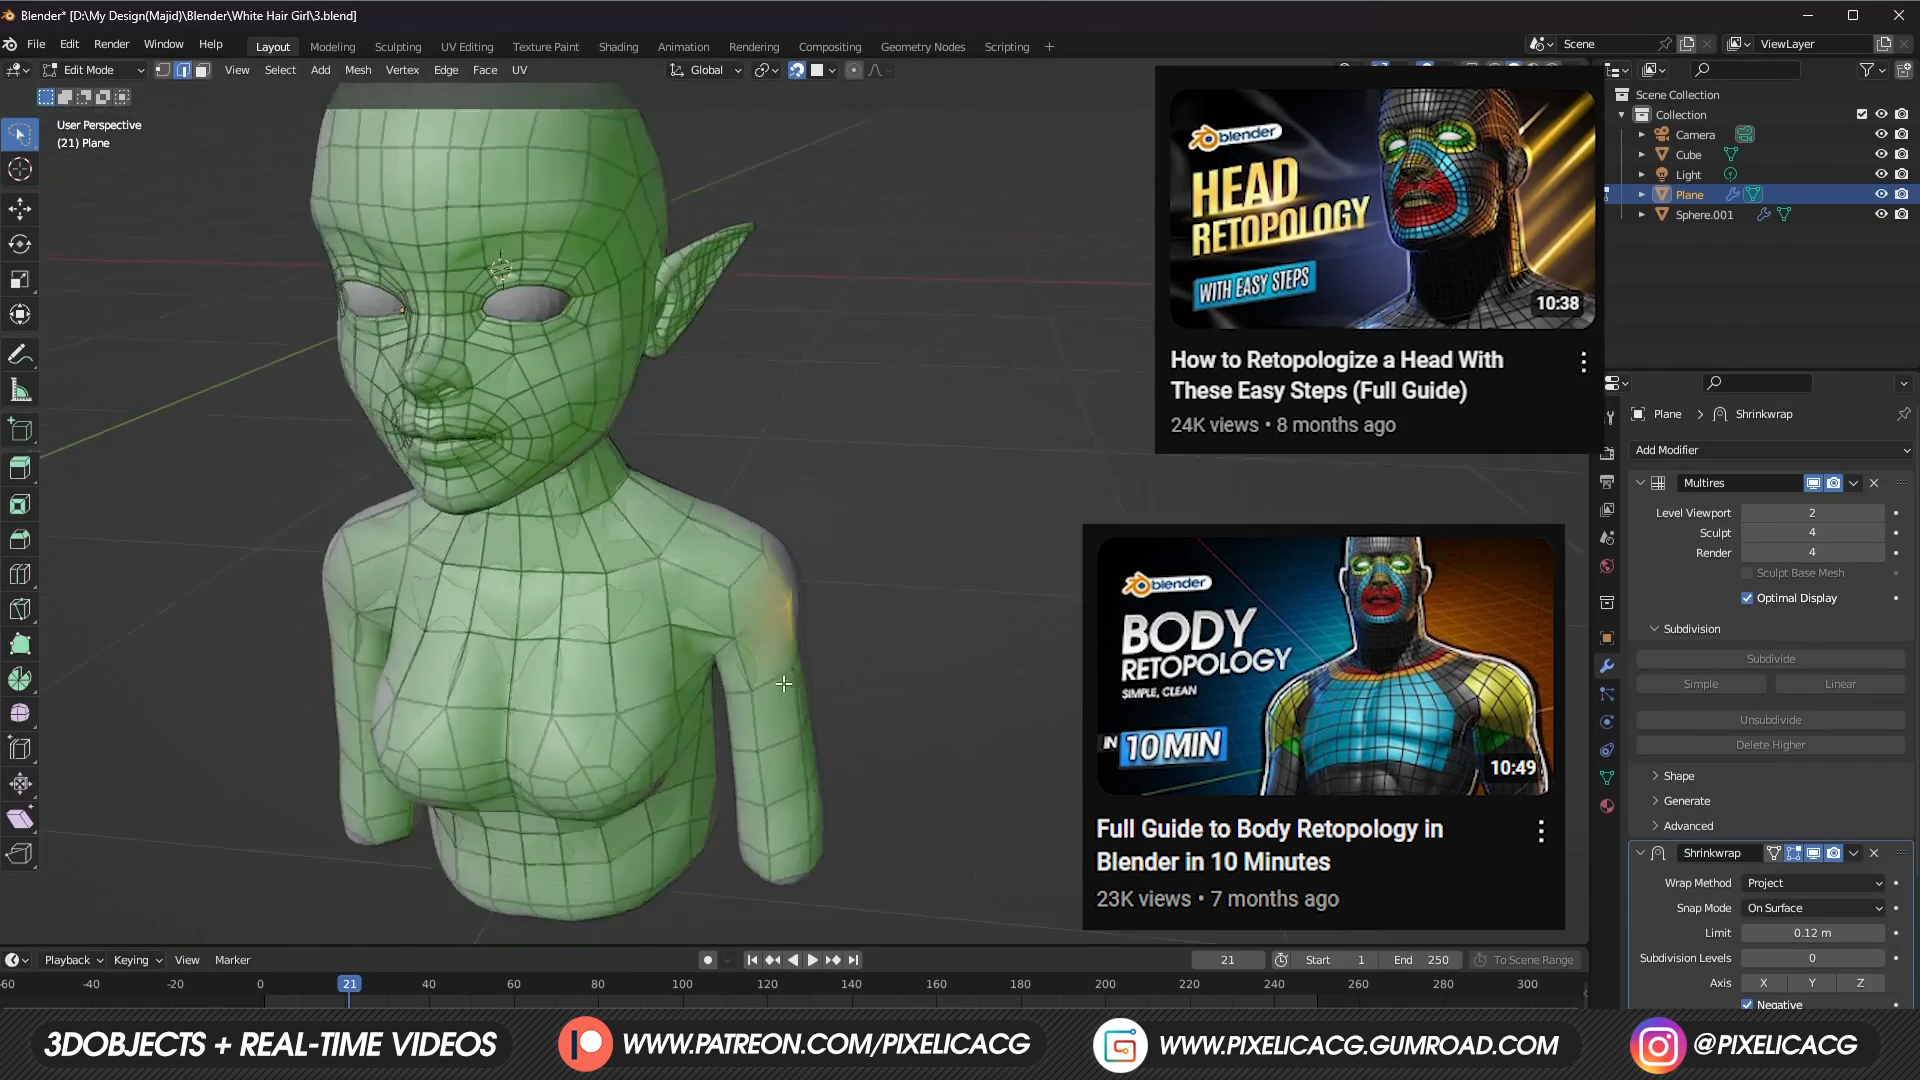 Blender* [D:\My Design(Majid)\Blender\White Hair Girl\3.blend]
File Edit Render Window Help Layout Modeling Sculpting UV Editing Texture Paint Shading Animation Rendering Compositing Geometry Nodes Scripting + Scene ViewLayer
Edit Mode View Select Add Mesh Vertex Edge Face UV Global
User Perspective
(21) Plane
Scene Collection
Collection
Camera
Cube
Light
Plane
Sphere.001
blender
HEAD
RETOPOLOGY
WITH EASY STEPS
10:38
How to Retopologize a Head With
These Easy Steps (Full Guide)
24K views • 8 months ago
blender
BODY
RETOPOLOGY
SIMPLE, CLEAN
IN 10 MIN
10:49
Full Guide to Body Retopology in
Blender in 10 Minutes
23K views • 7 months ago
Plane > Shrinkwrap
Add Modifier
Multires
Level Viewport 2
Sculpt 4
Render 4
Sculpt Base Mesh
Optimal Display
Subdivision
Subdivide
Simple Linear
Unsubdivide
Delete Higher
Shape
Generate
Advanced
Shrinkwrap
Wrap Method Project
Snap Mode On Surface
Limit 0.12 m
Subdivision Levels 0
Axis X Y Z
Negative
Playback Keying View Marker 21 Start 1 End 250 To Scene Range
-60 -40 -20 0 21 40 60 80 100 120 140 160 180 200 220 240 260 280 300
3DOBJECTS + REAL-TIME VIDEOS WWW.PATREON.COM/PIXELICACG WWW.PIXELICACG.GUMROAD.COM @PIXELICACG